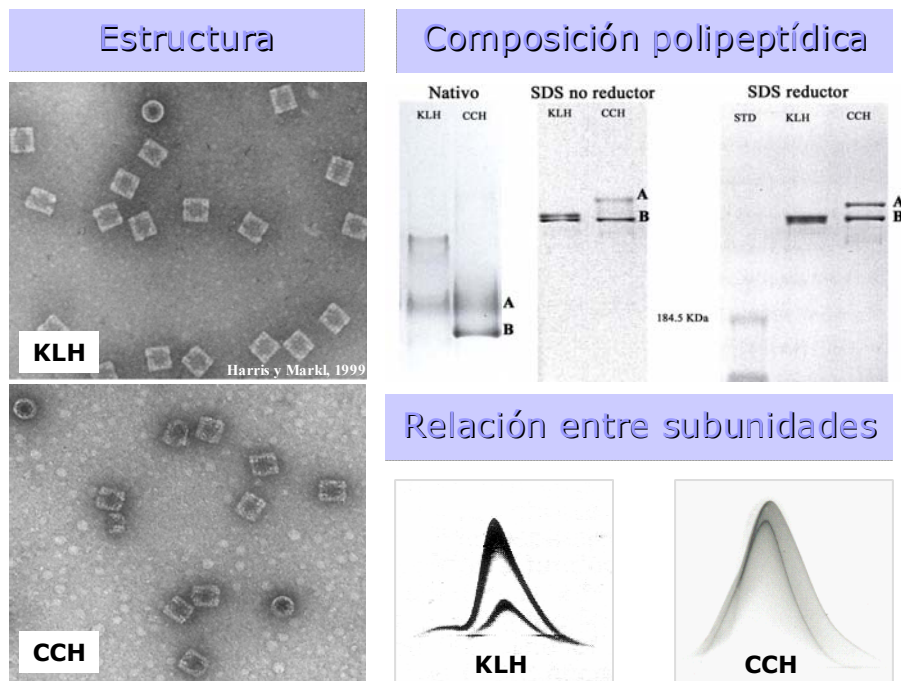 Estructura
KLH
Harris y Markl, 1999
CCH
Composición polipeptídica
Nativo
KLH CCH
A
B
SDS no reductor
KLH CCH
A
B
SDS reductor
STD KLH CCH
A
B
184.5 KDa
Relación entre subunidades
KLH
CCH